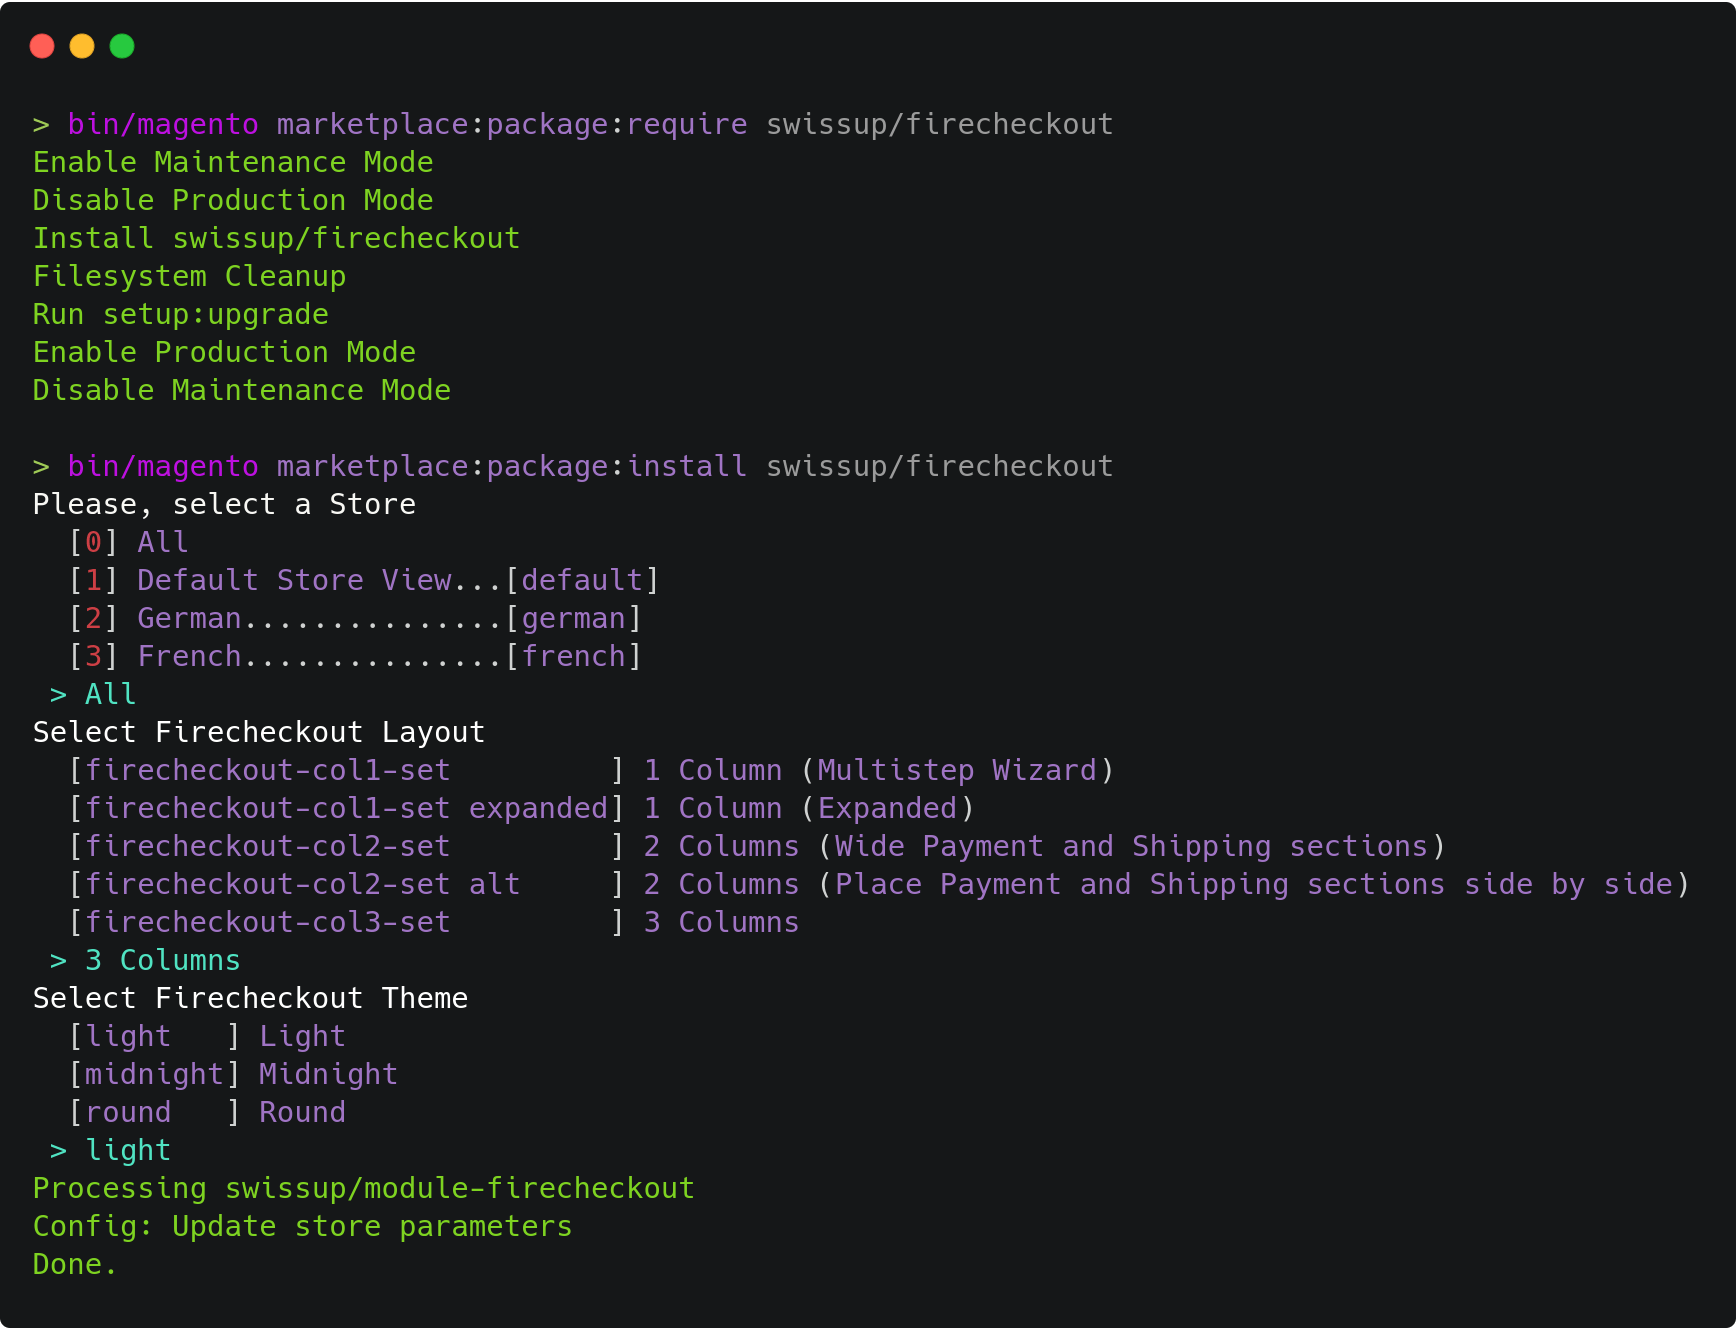 > bin/magento marketplace:package:require swissup/firecheckout
Enable Maintenance Mode
Disable Production Mode
Install swissup/firecheckout
Filesystem Cleanup
Run setup:upgrade
Enable Production Mode
Disable Maintenance Mode

> bin/magento marketplace:package:install swissup/firecheckout
Please, select a Store
  [0] All
  [1] Default Store View...[default]
  [2] German...............[german]
  [3] French...............[french]
 > All
Select Firecheckout Layout
  [firecheckout-col1-set         ] 1 Column (Multistep Wizard)
  [firecheckout-col1-set expanded] 1 Column (Expanded)
  [firecheckout-col2-set         ] 2 Columns (Wide Payment and Shipping sections)
  [firecheckout-col2-set alt     ] 2 Columns (Place Payment and Shipping sections side by side)
  [firecheckout-col3-set         ] 3 Columns
 > 3 Columns
Select Firecheckout Theme
  [light   ] Light
  [midnight] Midnight
  [round   ] Round
 > light
Processing swissup/module-firecheckout
Config: Update store parameters
Done.